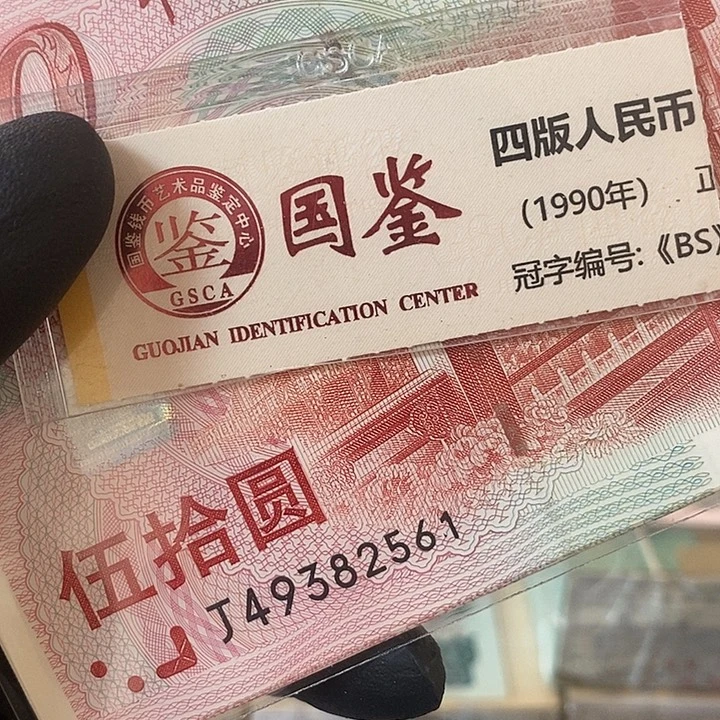 国鉴钱币艺术品鉴定中心
鉴
GSCA
国鉴
GUOJIAN IDENTIFICATION CENTER
四版人民币
(1990年)
冠字编号:《BS》
伍拾圆
J49382561